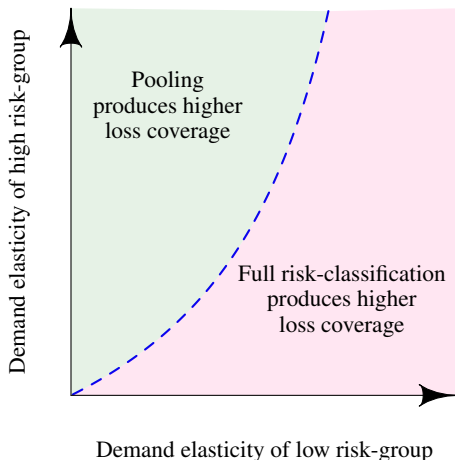 Demand elasticity of high risk-group
Pooling
produces higher
loss coverage
Full risk-classification
produces higher
loss coverage
Demand elasticity of low risk-group